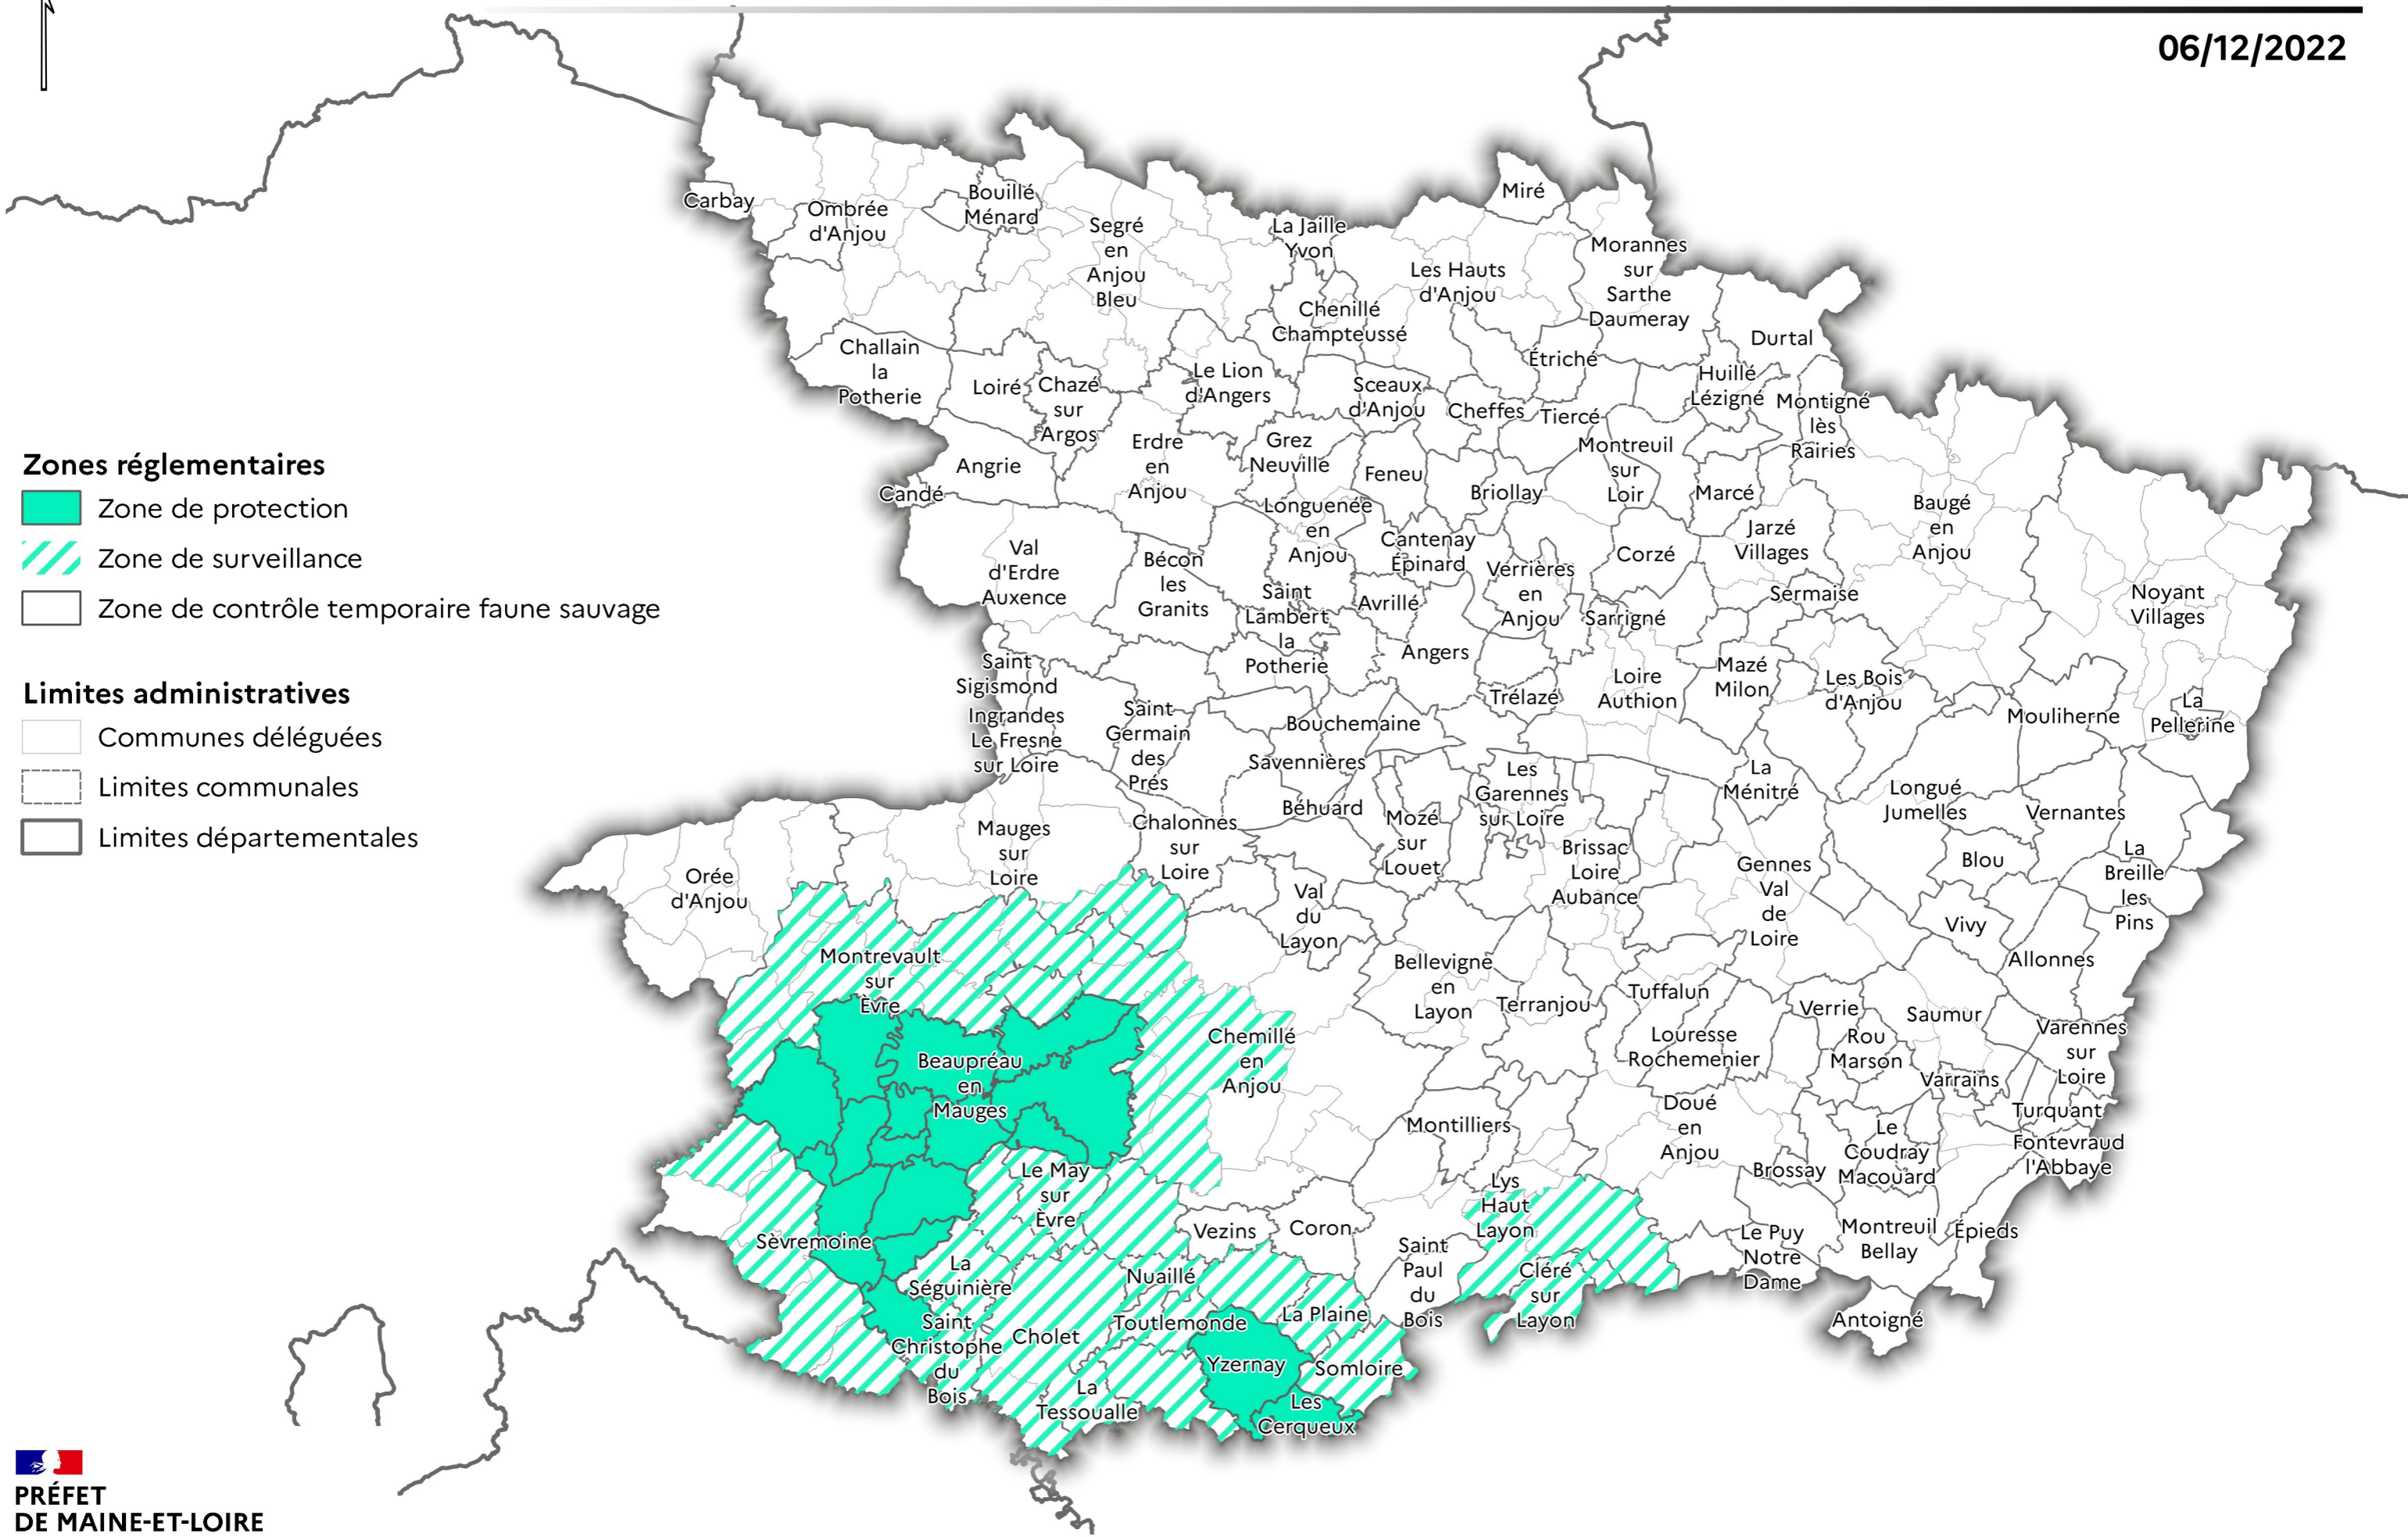 06/12/2022
Carbay
Ombrée
d'Anjou
Bouillé
Ménard
Segré
en
Anjou
Bleu
La Jaille
Yvon
Miré
Les Hauts
d'Anjou
Morannes
sur
Sarthe
Daumeray
Chenillé
Champteussé
Durtal
Challain
la
Potherie
Loiré
Chazé
sur
Argos
Le Lion
d'Angers
Sceaux
d'Anjou
Étriché
Cheffes
Tiercé
Huillé
Lézigné
Montigné
lès
Rairies
Zones réglementaires
Zone de protection
Zone de surveillance
Zone de contrôle temporaire faune sauvage
Limites administratives
Communes déléguées
Limites communales
Limites départementales
Angrie
Candé
Erdre
en
Anjou
Grez
Neuville
Feneu
Briollay
Montreuil
sur
Loir
Marcé
Baugé
en
Anjou
Longuenée
en
Anjou
Cantenay
Épinard
Jarzé
Villages
Corzé
Val
d'Erdre
Auxence
Bécon
les
Granits
Verrières
en
Anjou
Sarrigné
Sermaise
Noyant
Villages
Saint
Lambert
la
Potherie
Avrillé
Angers
Saint
Sigismond
Ingrandes
Le Fresne
sur Loire
Saint
Germain
des
Prés
Trélazé
Loire
Authion
Mazé
Milon
Les Bois
d'Anjou
Mouliherne
La
Pellerine
Bouchemaine
Savennières
Béhuard
Les
Garennes
sur Loire
Mozé
sur
Louet
La
Ménitré
Longué
Jumelles
Vernantes
Chalonnes
sur
Loire
Mauges
sur
Loire
Orée
d'Anjou
Brissac
Loire
Aubance
Gennes
Val
de
Loire
Blou
La
Breille
les
Pins
Val
du
Layon
Vivy
Allonnes
Montrevault
sur
Èvre
Bellevigne
en
Layon
Terranjou
Tuffalun
Verrie
Saumur
Varennes
sur
Loire
Louresse
Rochemenier
Rou
Marson
Varrains
Chemillé
en
Anjou
Beaupréau
en
Mauges
Doué
en
Anjou
Turquant
Montilliers
Le
Coudray
Macouard
Fontevraud
l'Abbaye
Brossay
Le May
sur
Èvre
Lys
Haut
Layon
Vezins
Coron
Sèvremoine
Le Puy
Notre
Dame
Montreuil
Bellay
Épieds
Saint
Paul
du
Bois
La
Séguinière
Nuaillé
Cléré
sur
Layon
Saint
Christophe
du
Bois
Cholet
Toutlemonde
La Plaine
Antoigné
Yzernay
Somloire
La
Tessoualle
Les
Cerqueux
PRÉFET
DE MAINE-ET-LOIRE